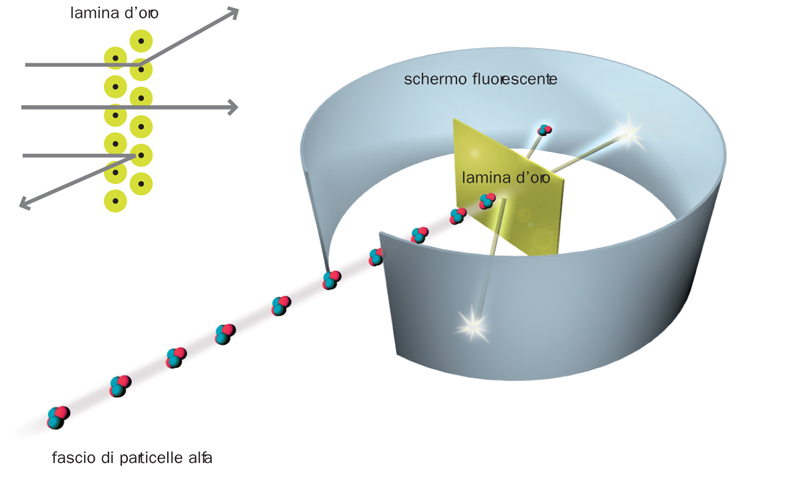 lamina d'oro
schermo fluorescente
lamina d'oro
fascio di particelle alfa